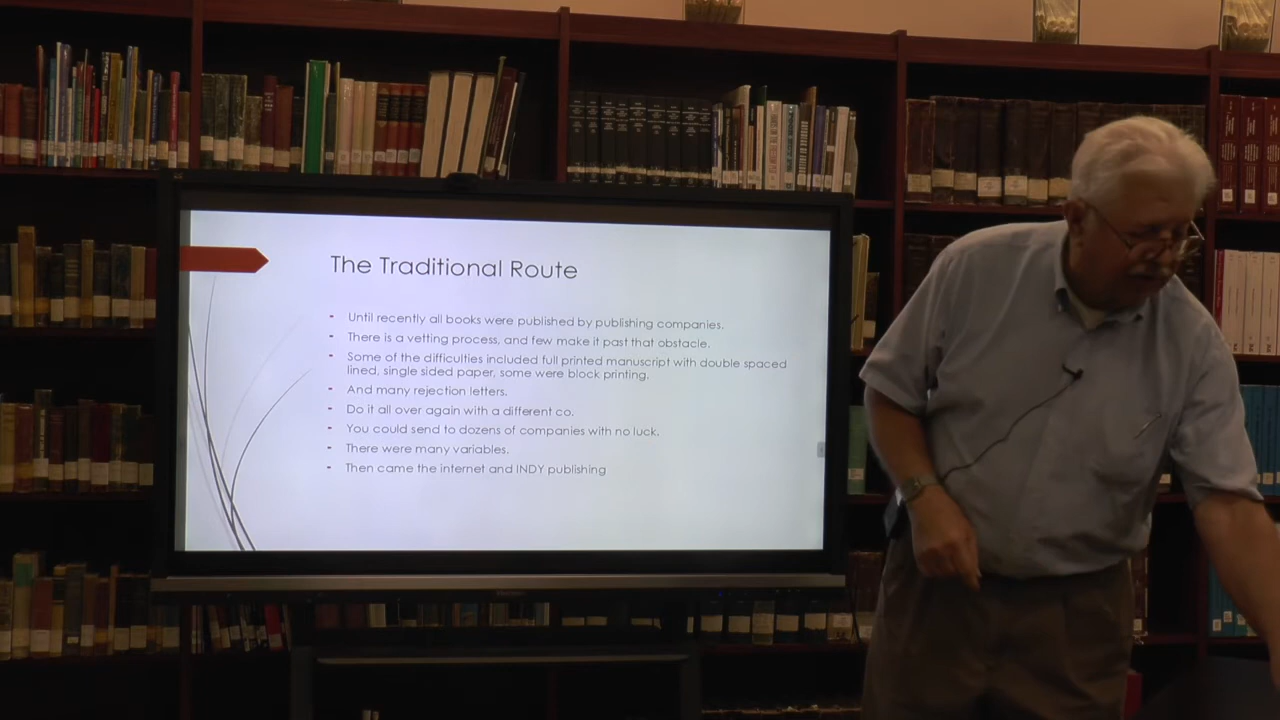 The Traditional Route
- Until recently all books were published by publishing companies.
- There is a vetting process, and few make it past that obstacle.
- Some of the difficulties included full printed manuscript with double spaced
lined, single sided paper, some were block printing.
- And many rejection letters.
- Do it all over again with a different co.
- You could send to dozens of companies with no luck.
- There were many variables.
- Then came the internet and INDY publishing